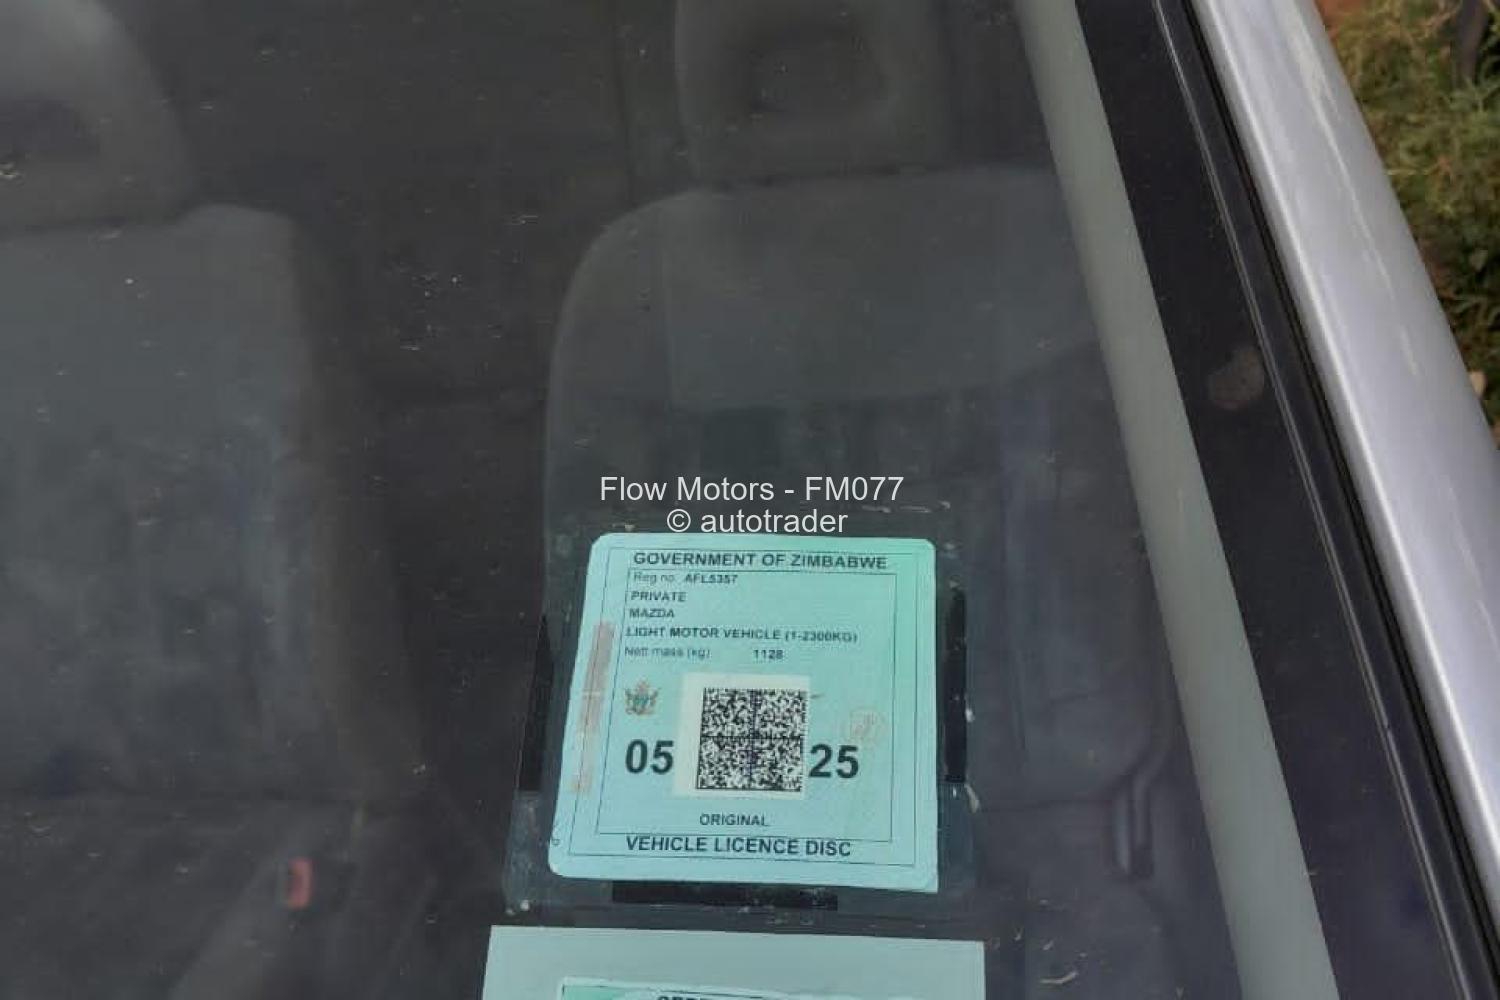 Flow Motors - FM077
© autotrader
GOVERNMENT OF ZIMBABWE
Reg no. AFL5357
PRIVATE
MAZDA
LIGHT MOTOR VEHICLE (1-2300KG)
Nett mass (kg) 1128
05 25
ORIGINAL
VEHICLE LICENCE DISC